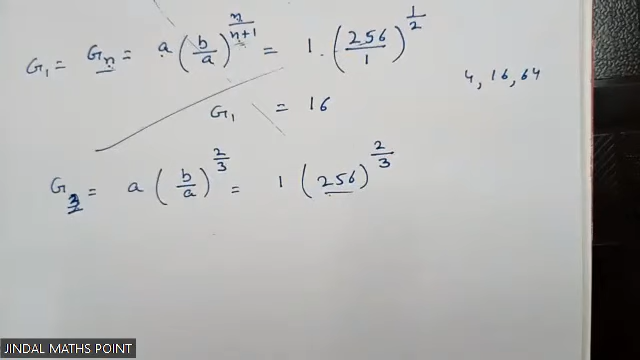 G₁ = Gₙ = a (b/a)^(n/(n+1)) = 1 · (256/1)^(1/2)
4, 16, 64
G₁ = 16
= a (b/a)^(2/3) = 1 (256)^(2/3)
JINDAL MATHS POINT